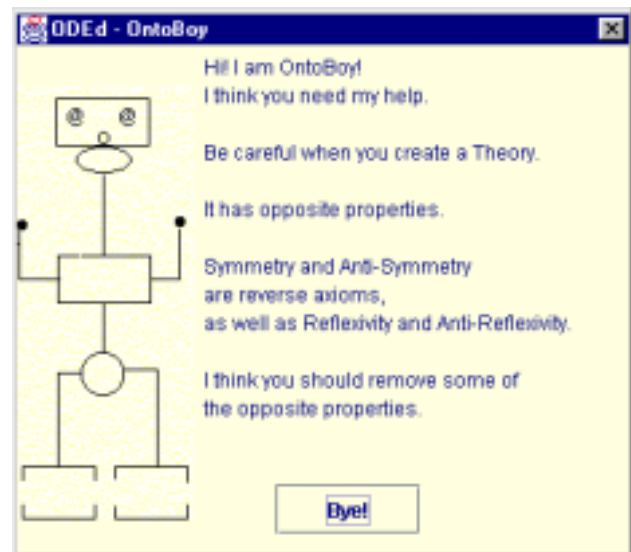 ODEd - OntoBoy
Hi! I am OntoBoy!
I think you need my help.
Be careful when you create a Theory.
It has opposite properties.
Symmetry and Anti-Symmetry
are reverse axioms,
as well as Reflexivity and Anti-Reflexivity.
I think you should remove some of
the opposite properties.
Bye!